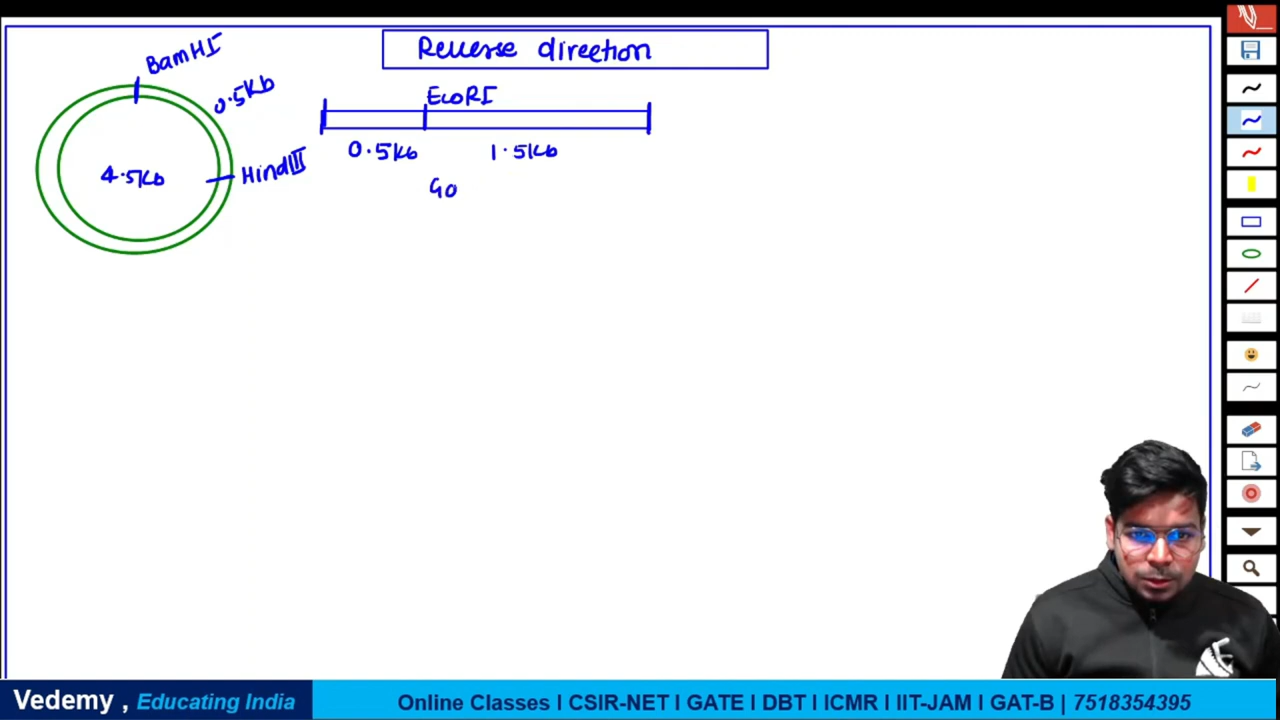 Reverse direction
BamHI
0.5Kb
HindIII
4.5Kb
EcoRI
0.5Kb 1.5Kb
Go
Vedemy , Educating India
Online Classes I CSIR-NET I GATE I DBT I ICMR I IIT-JAM I GAT-B | 7518354395